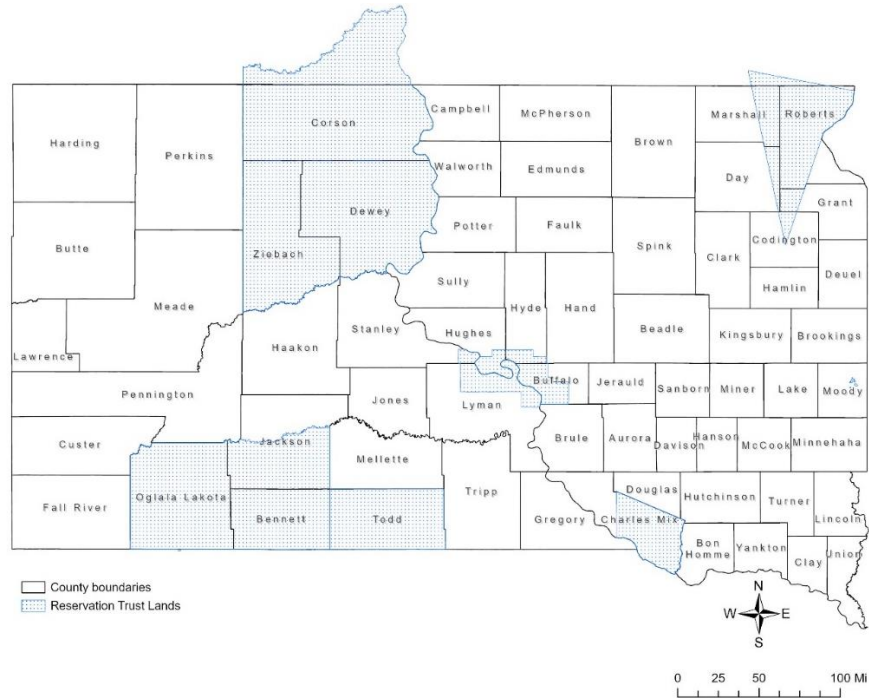 Corson
Campbell
McPherson
Marshall
Roberts
Harding
Perkins
Brown
Walworth
Edmunds
Day
Dewey
Grant
Butte
Potter
Faulk
Spink
Clark
Codington
Ziebach
Deuel
Meade
Sully
Hyde
Hand
Hamlin
Stanley
Hughes
Beadle
Kingsbury
Brookings
Haakon
Lawrence
Buffalo
Jerauld
Sanborn
Miner
Lake
Moody
Pennington
Jones
Lyman
Custer
Jackson
Mellette
Brule
Aurora
Davison
Hanson
McCook
Minnehaha
Oglala Lakota
Tripp
Douglas
Hutchinson
Turner
Fall River
Bennett
Todd
Gregory
Charles Mix
Lincoln
Bon
Homme
Yankton
Clay
Union
County boundaries
Reservation Trust Lands
N
W
E
S
0 25 50 100 Mi